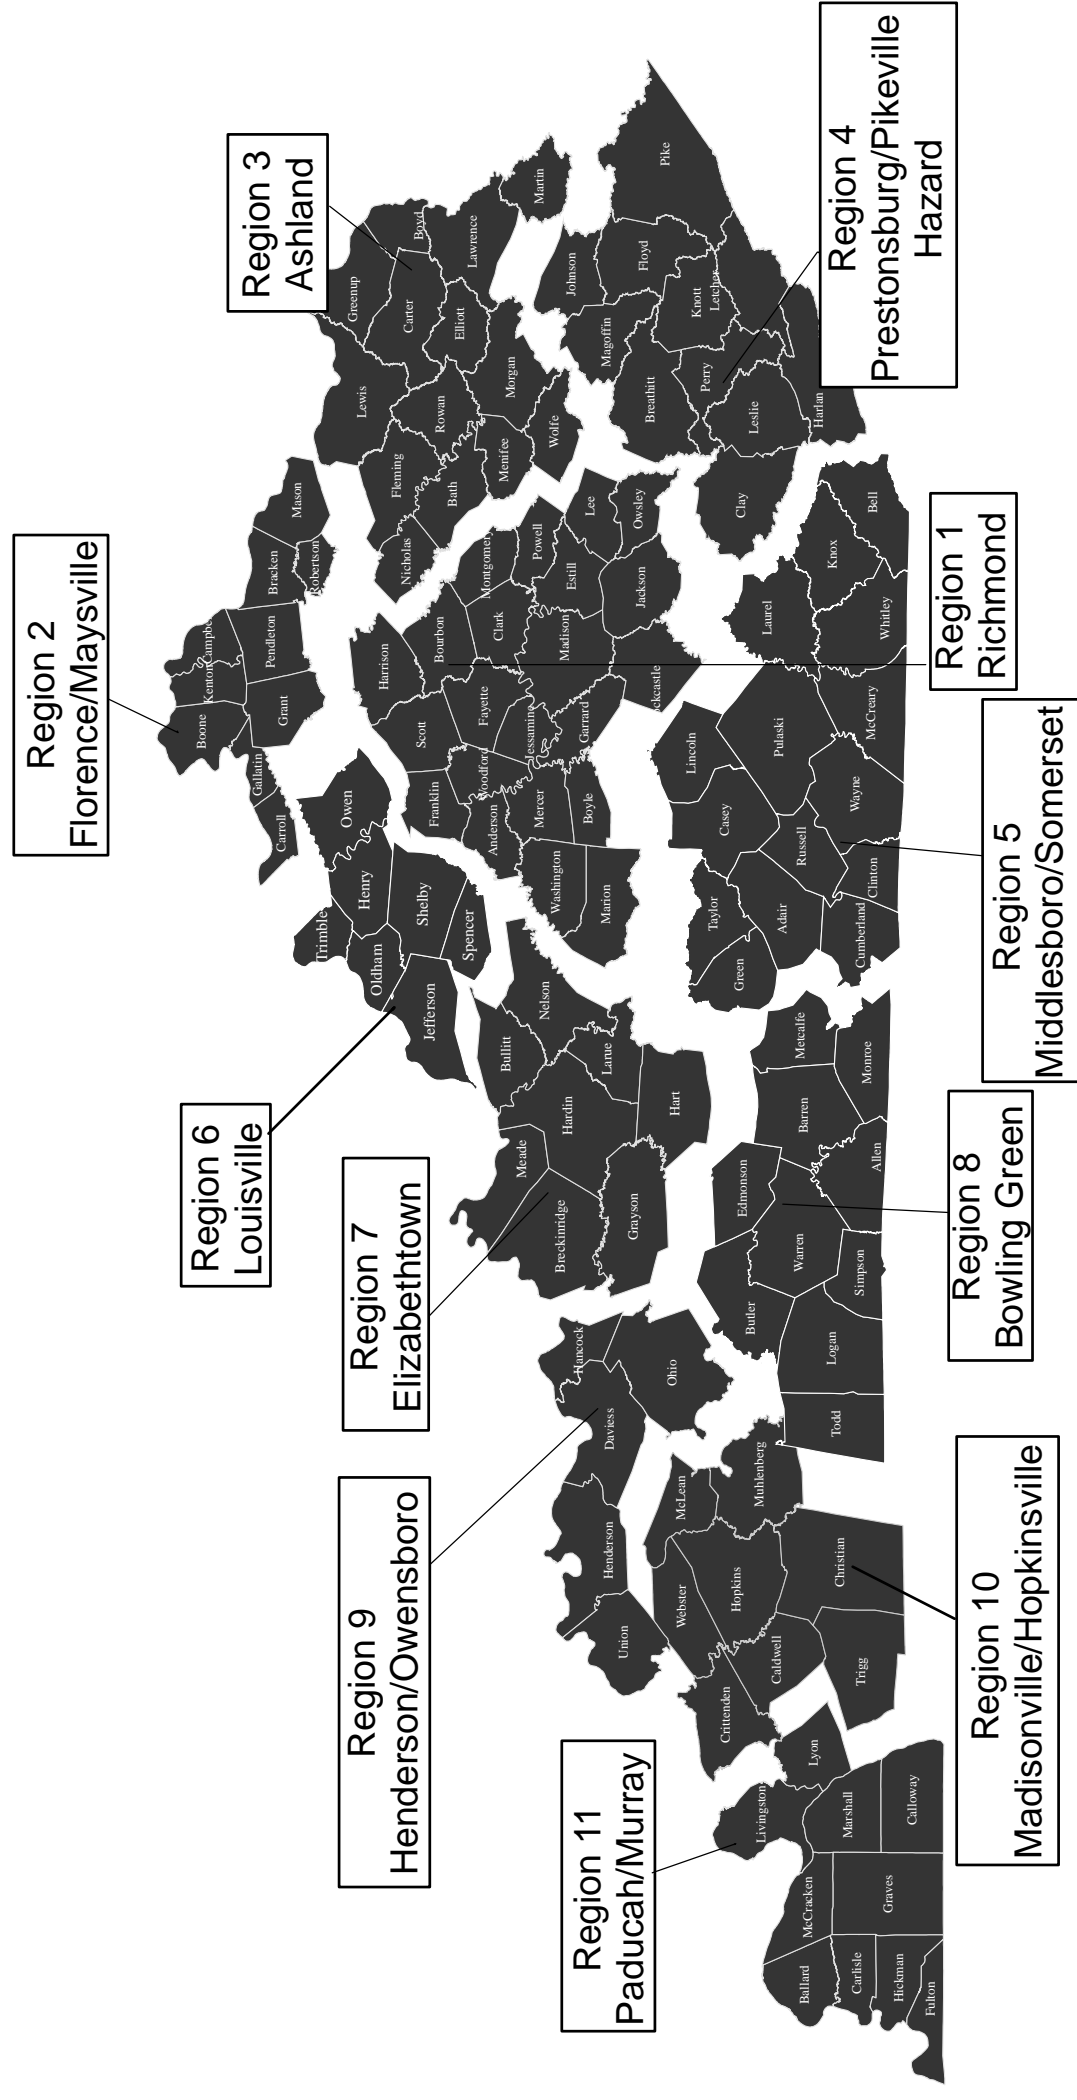 Region 2
Florence/Maysville
Region 3
Ashland
Region 6
Louisville
Region 7
Elizabethtown
Region 9
Henderson/Owensboro
Region 11
Paducah/Murray
Region 4
Prestonsburg/Pikeville
Hazard
Region 1
Richmond
Region 5
Middlesboro/Somerset
Region 8
Bowling Green
Region 10
Madisonville/Hopkinsville
Boone
Kenton
Campbe
Gallatin
Carroll
Grant
Pendleton
Bracken
Robertson
Mason
Lewis
Greenup
Boyd
Carter
Lawrence
Martin
Elliott
Rowan
Fleming
Nicholas
Bath
Menifee
Morgan
Wolfe
Trimble
Oldham
Henry
Owen
Jefferson
Shelby
Spencer
Harrison
Scott
Franklin
Bourbon
Fayette
Woodford
Anderson
Clark
Montgomery
Powell
Estill
Lee
Owsley
Jackson
Madison
Jessamine
Garrard
Mercer
Boyle
Washington
Marion
ockcastle
Johnson
Magoffin
Floyd
Pike
Knott
Letcher
Breathitt
Perry
Leslie
Clay
Harlan
Bullitt
Nelson
Larue
Hardin
Meade
Breckinridge
Grayson
Hart
Lincoln
Casey
Pulaski
Laurel
Knox
Bell
Whitley
McCreary
Wayne
Russell
Clinton
Cumberland
Adair
Taylor
Green
Metcalfe
Monroe
Barren
Allen
Edmonson
Warren
Simpson
Butler
Logan
Todd
Hancock
Ohio
Daviess
Henderson
Union
McLean
Muhlenberg
Webster
Hopkins
Christian
Crittenden
Caldwell
Trigg
Lyon
Livingston
Marshall
Calloway
McCracken
Graves
Ballard
Carlisle
Hickman
Fulton